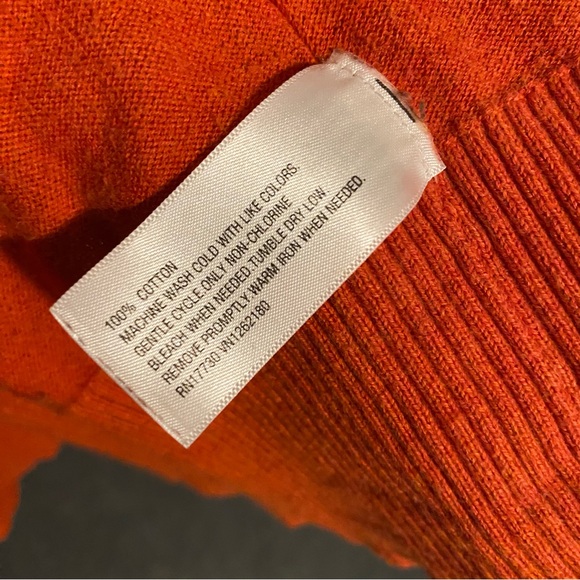 100% COTTON
MACHINE WASH COLD WITH LIKE COLORS.
GENTLE CYCLE.ONLY NON-CHLORINE
BLEACH WHEN NEEDED.TUMBLE DRY LOW
REMOVE PROMPTLY.WARM IRON WHEN NEEDED.
RN17730 VN1262180